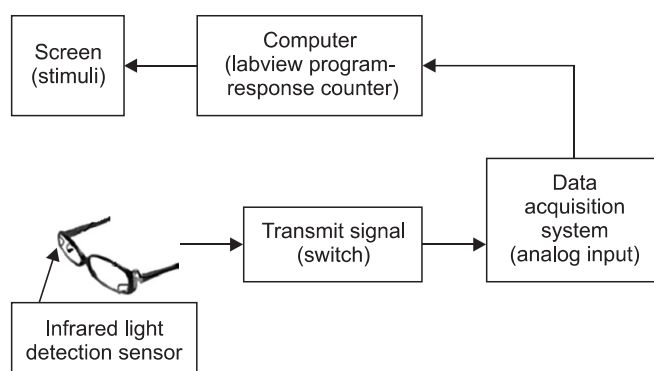 Screen
(stimuli)
Computer
(labview program-
response counter)
Data
acquisition
system
(analog input)
Transmit signal
(switch)
Infrared light
detection sensor